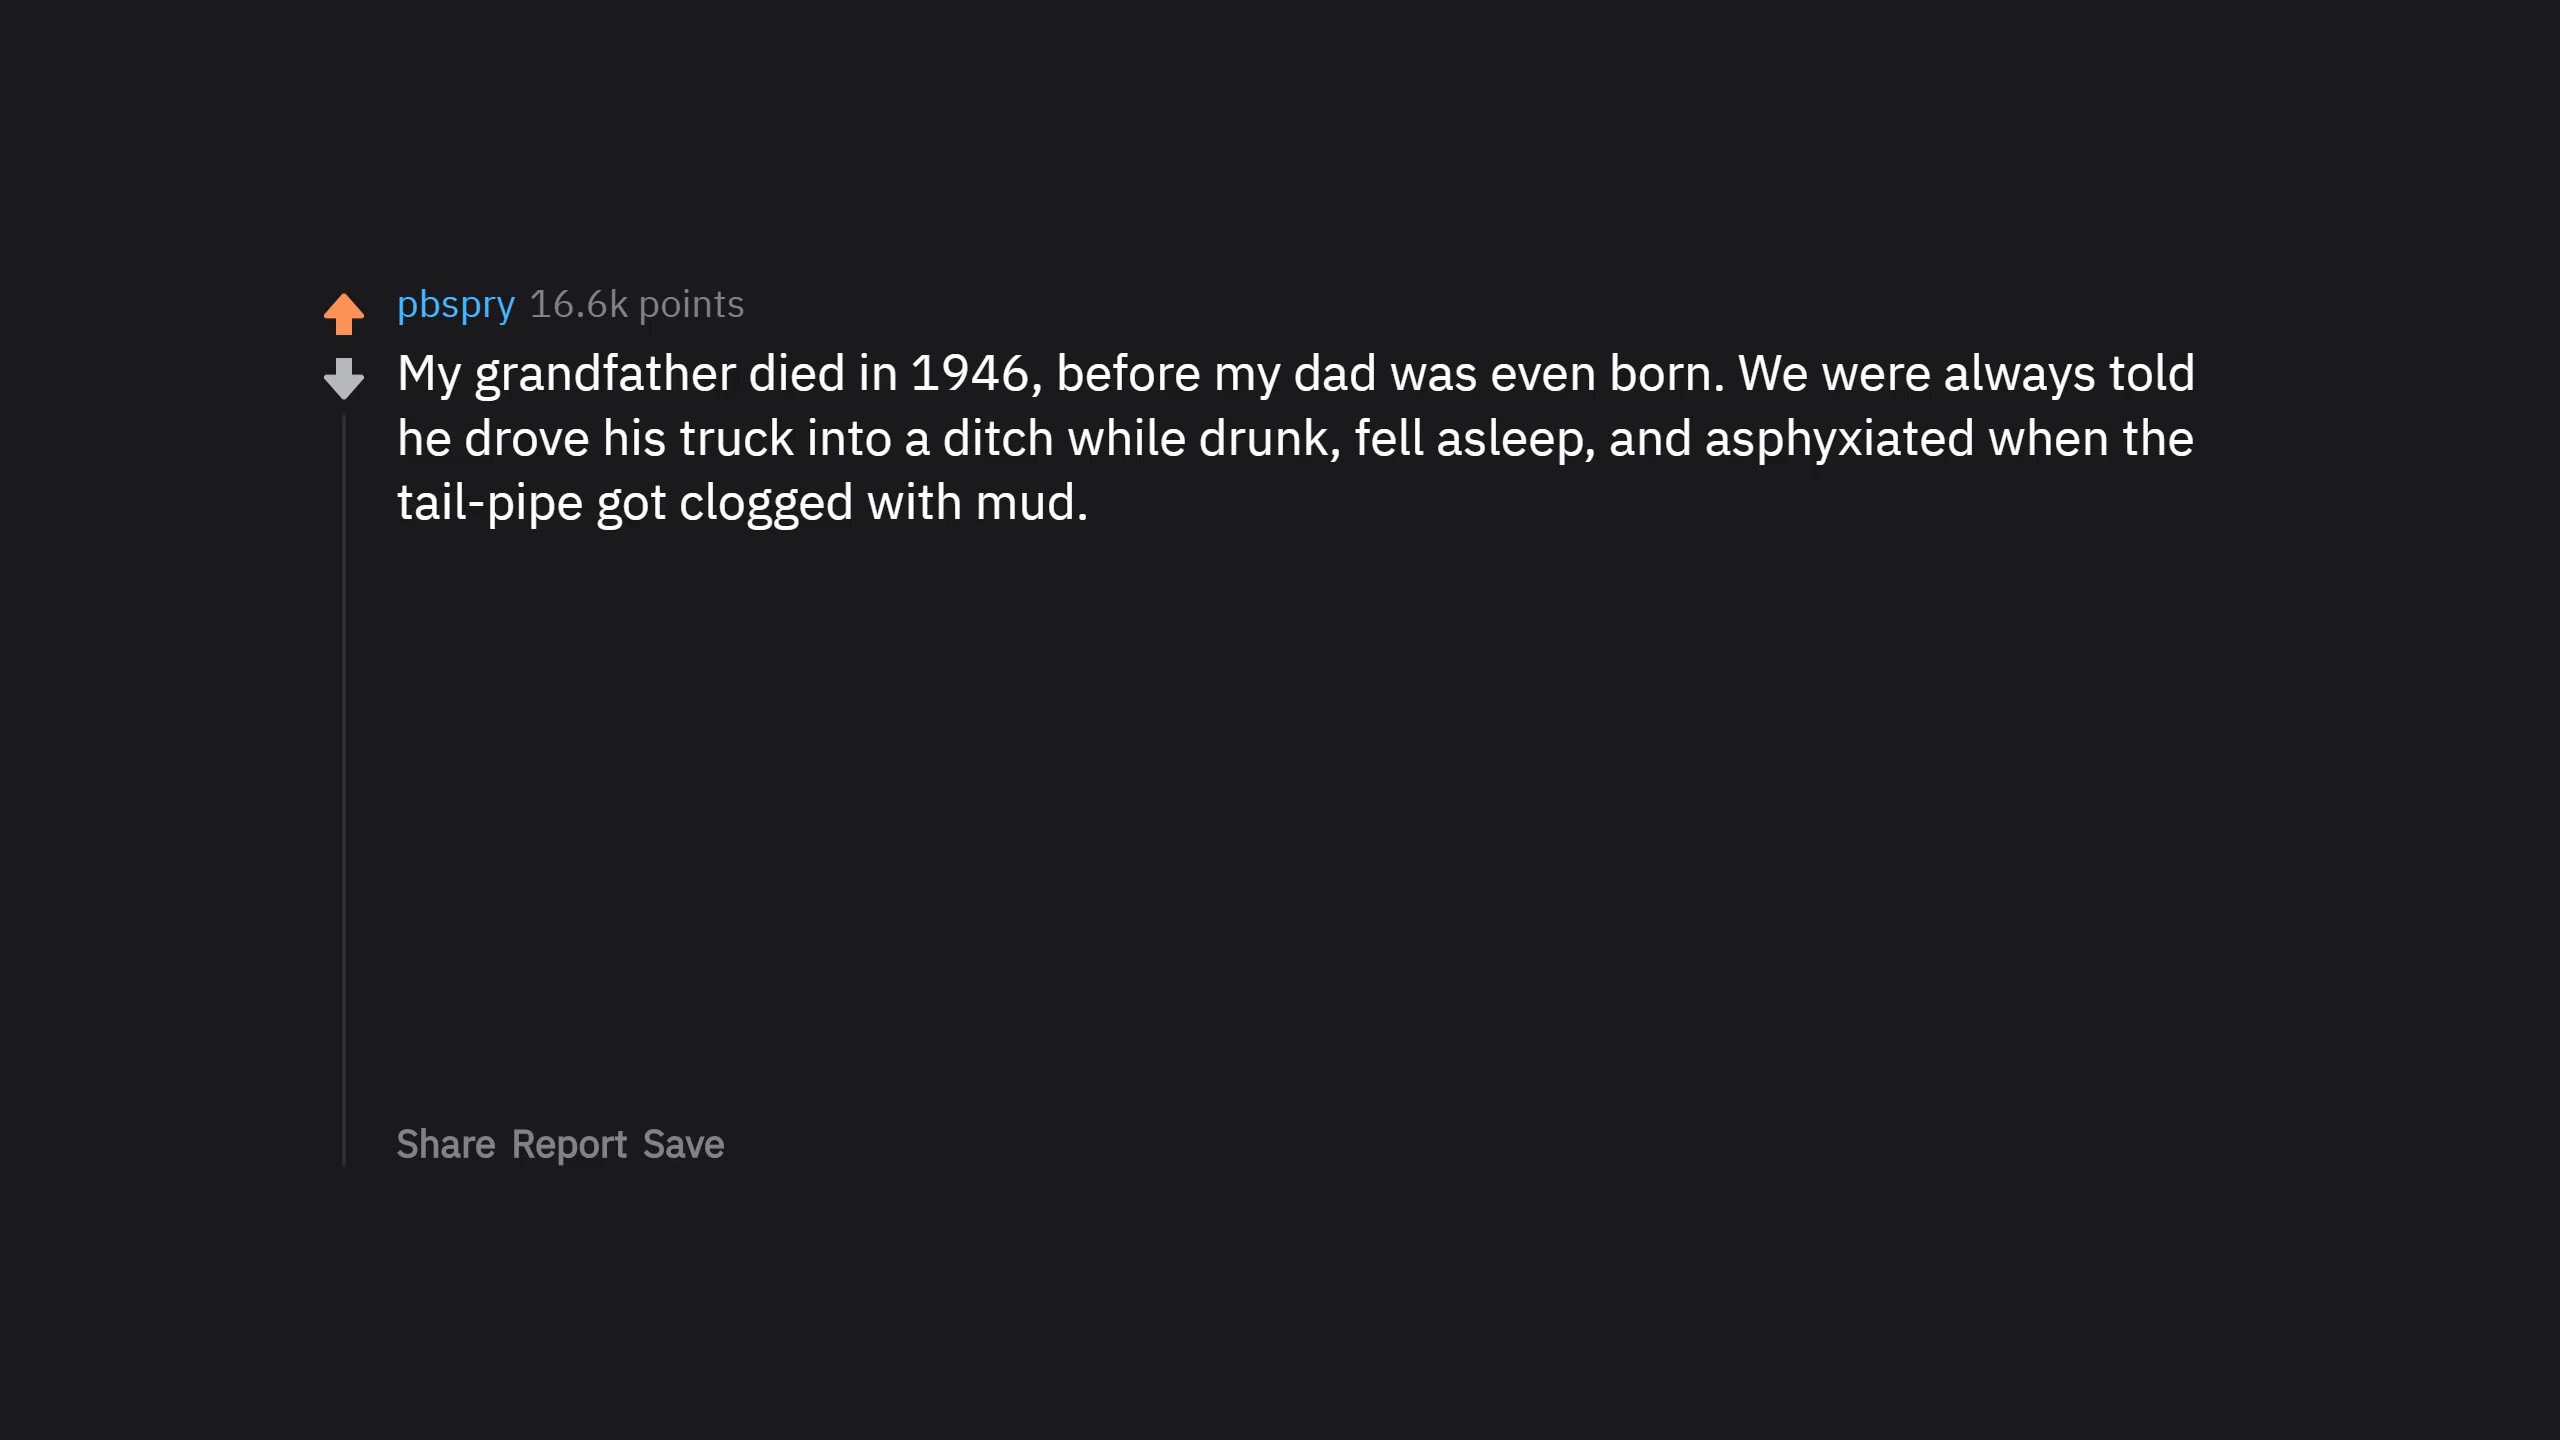 pbspry 16.6k points
My grandfather died in 1946, before my dad was even born. We were always told
he drove his truck into a ditch while drunk, fell asleep, and asphyxiated when the
tail-pipe got clogged with mud.
Share Report Save